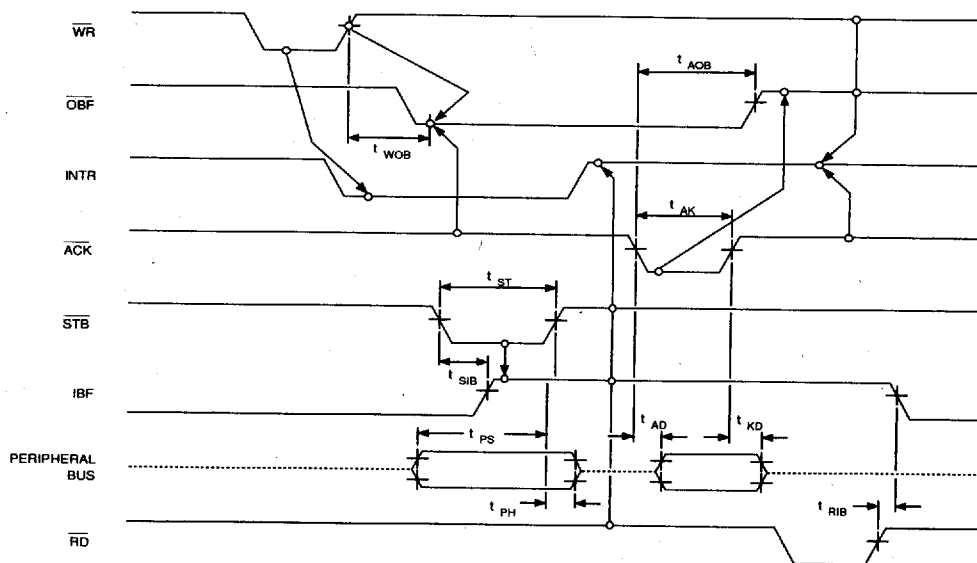 WR
t AOB
OBF
t WOB
INTR
t AK
ACK
t ST
STB
t SIB
IBF
t AD
t KD
t PS
PERIPHERAL
BUS
t PH
t RIB
RD